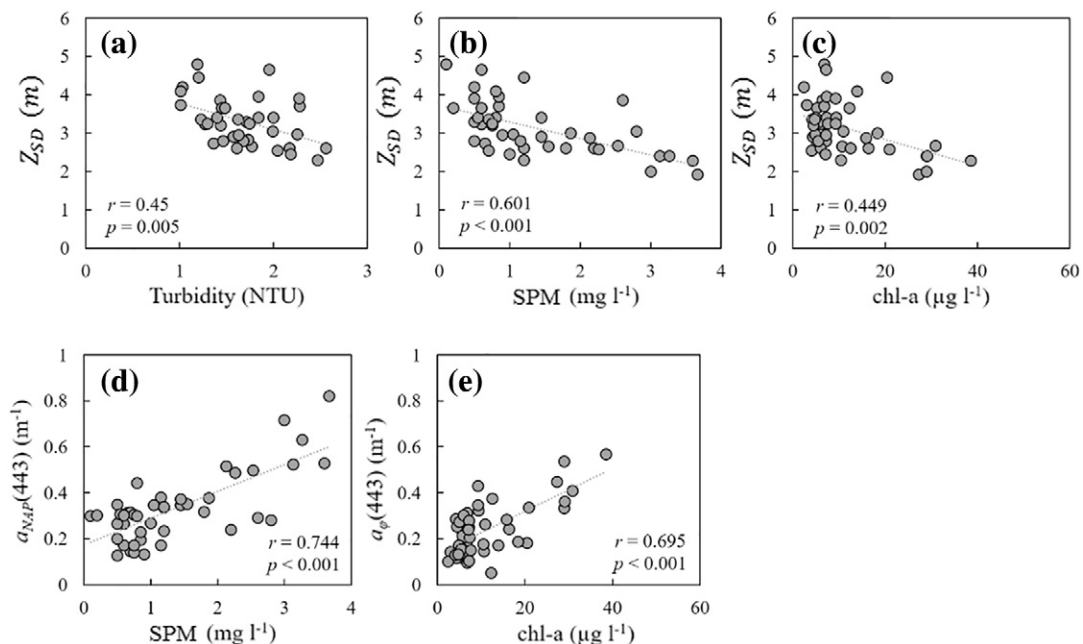 (a)
Z_SD (m)
6
5
4
3
2
1
0
r = 0.45
p = 0.005
0 1 2 3
Turbidity (NTU)
(b)
Z_SD (m)
6
5
4
3
2
1
0
r = 0.601
p < 0.001
0 1 2 3 4
SPM (mg l⁻¹)
(c)
Z_SD (m)
6
5
4
3
2
1
0
r = 0.449
p = 0.002
0 20 40 60
chl-a (µg l⁻¹)
(d)
a_NAP(443) (m⁻¹)
1
0.8
0.6
0.4
0.2
0
r = 0.744
p < 0.001
0 1 2 3 4
SPM (mg l⁻¹)
(e)
a_φ(443) (m⁻¹)
1
0.8
0.6
0.4
0.2
0
r = 0.695
p < 0.001
0 20 40 60
chl-a (µg l⁻¹)